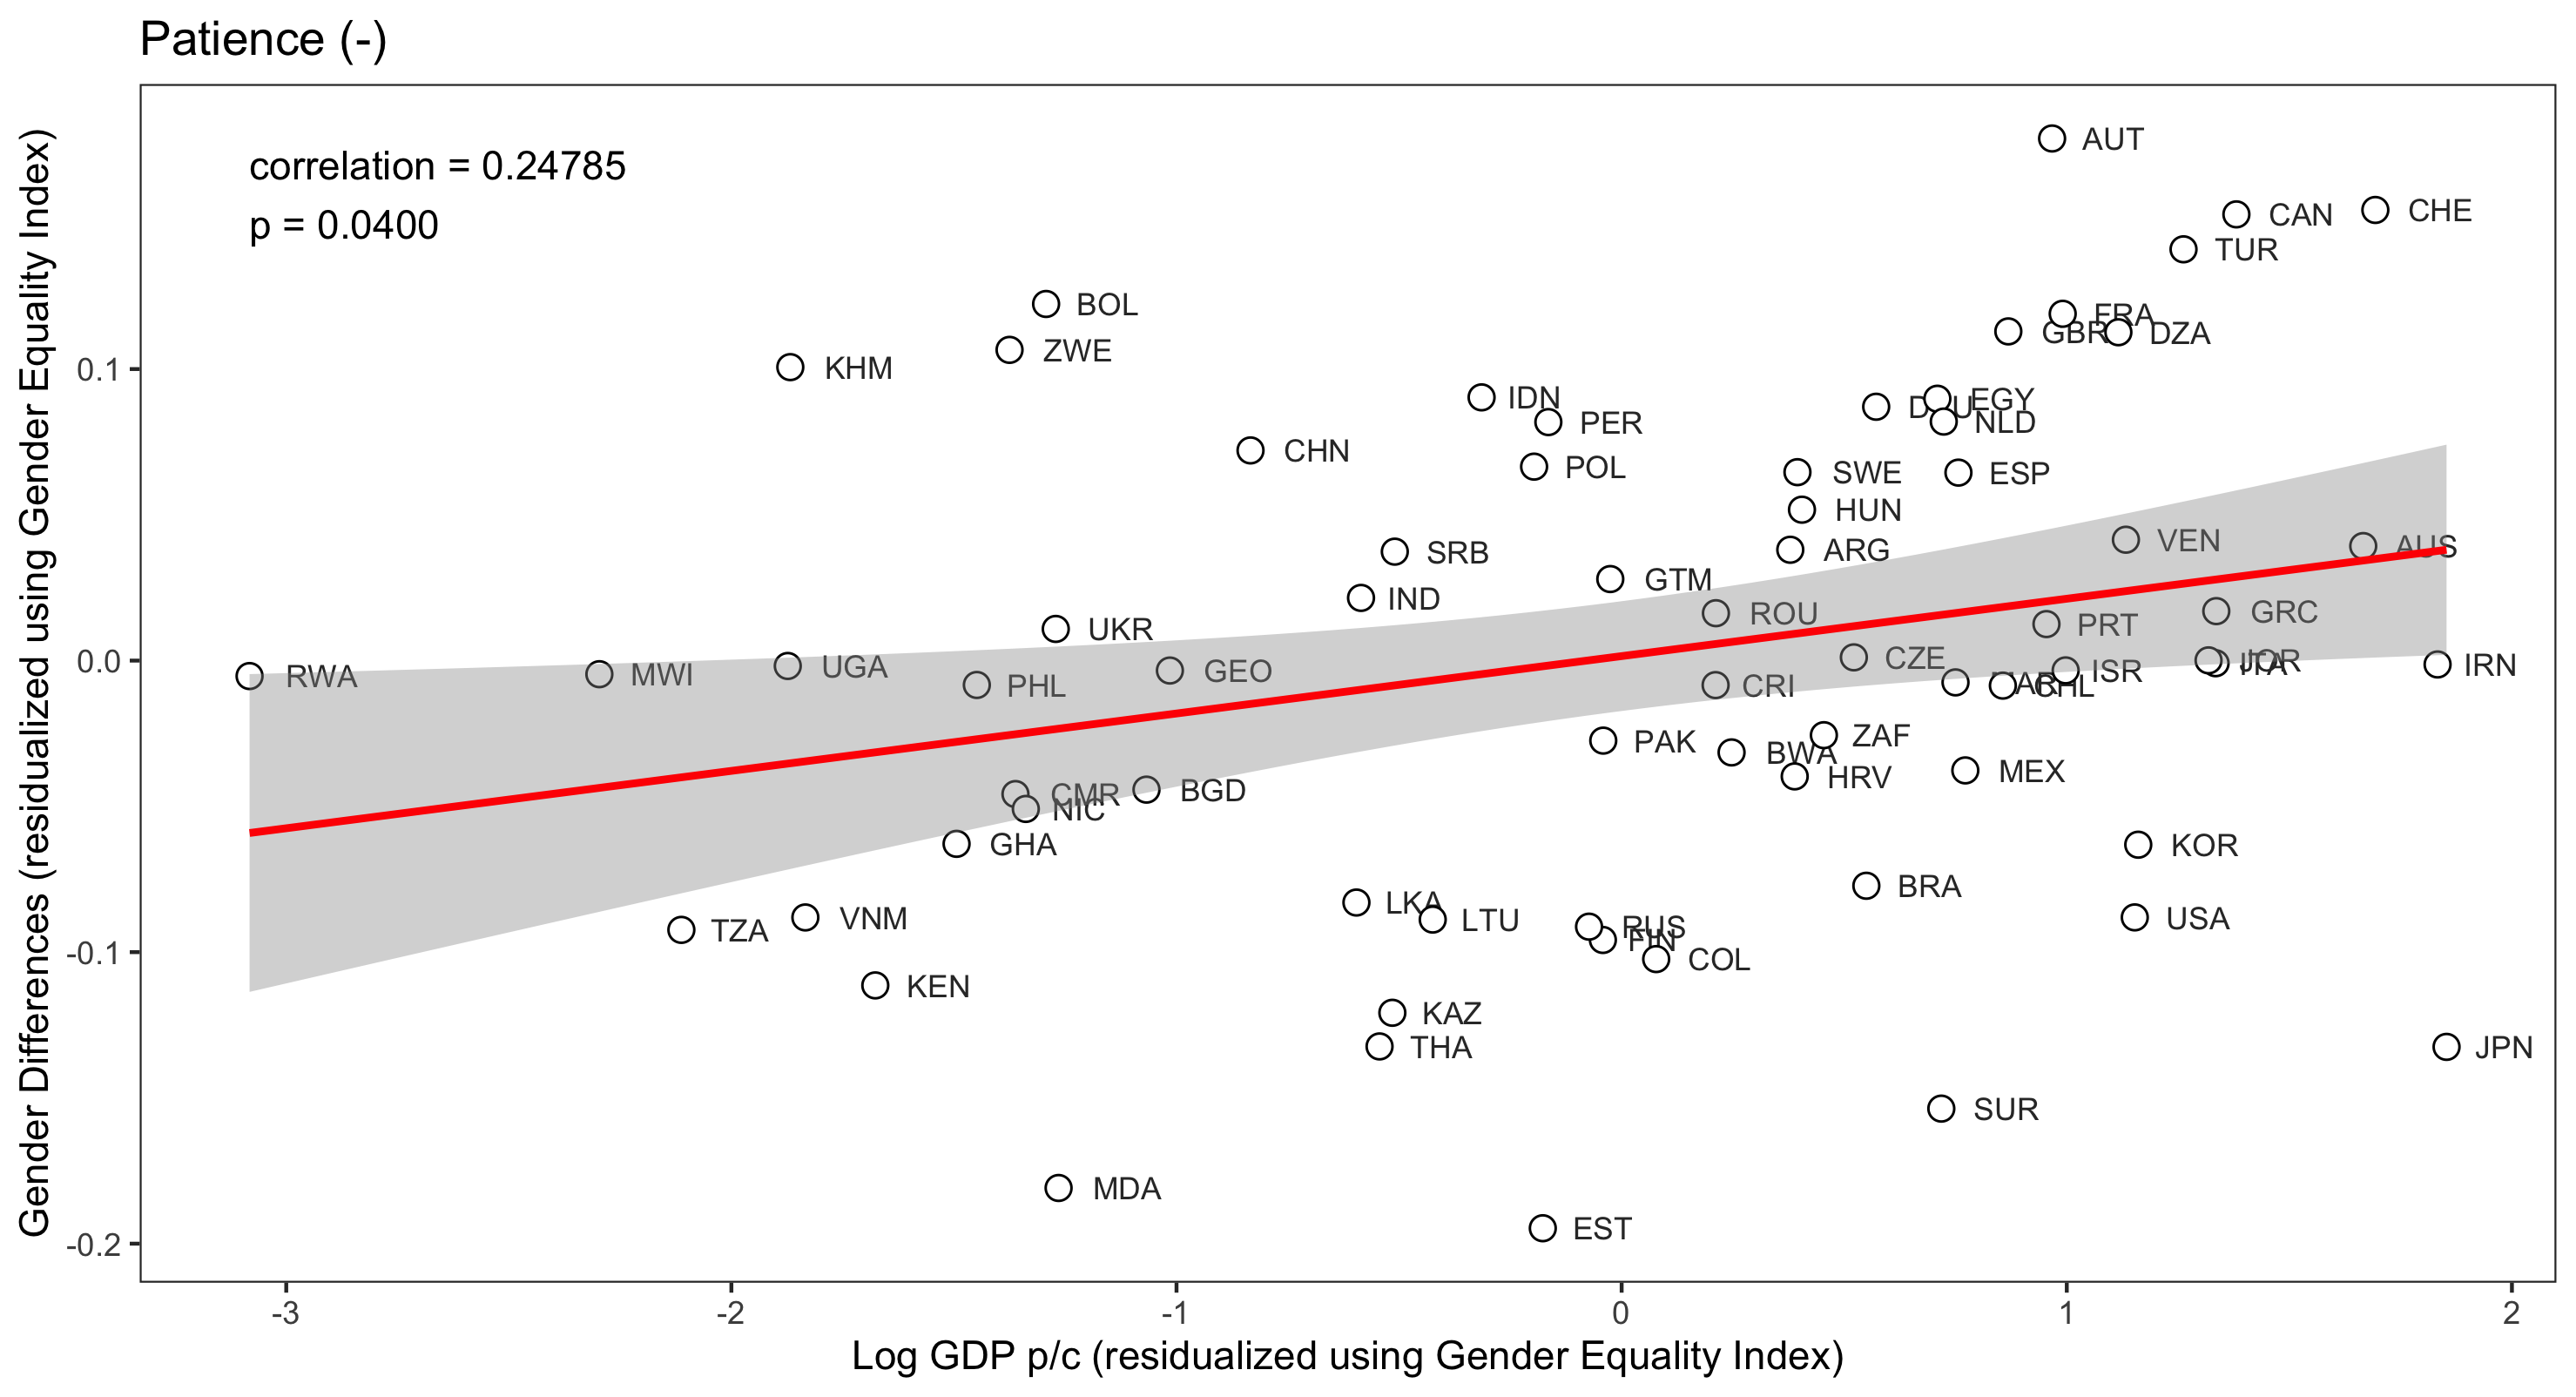 Patience (-)
correlation = 0.24785
p = 0.0400
Gender Differences (residualized using Gender Equality Index)
0.1
0.0
-0.1
-0.2
AUT
CAN
CHE
TUR
BOL
FRA
GBR
DZA
ZWE
KHM
IDN
EGY
PER
NLD
CHN
POL
SWE
ESP
HUN
SRB
ARG
VEN
AUS
GTM
IND
ROU
GRC
UKR
PRT
RWA
MWI
UGA
PHL
GEO
CZE
CRI
CHL
ISR
ITA
IRN
PAK
BWA
ZAF
HRV
MEX
CMR
NIC
BGD
GHA
KOR
BRA
LKA
LTU
TZA
VNM
RUS
FIN
COL
USA
KEN
KAZ
THA
JPN
SUR
MDA
EST
-3
-2
-1
0
1
2
Log GDP p/c (residualized using Gender Equality Index)